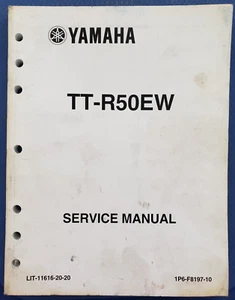 YAMAHA
TT-R50EW
SERVICE MANUAL
LIT-11616-20-20
1P6-F8197-10